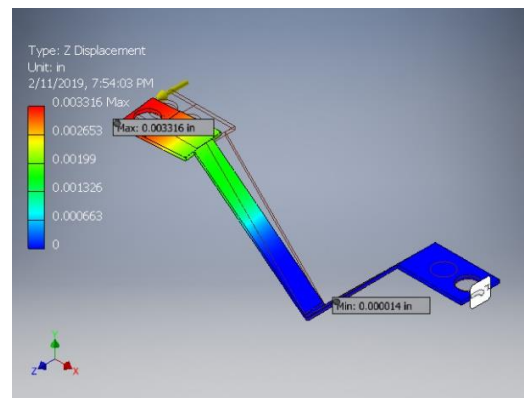 Type: Z Displacement
Unit: in
2/11/2019, 7:54:03 PM
0.003316 Max
Max: 0.003316 in
0.002653
0.00199
0.001326
0.000663
0
Min: 0.000014 in
Y
Z
X